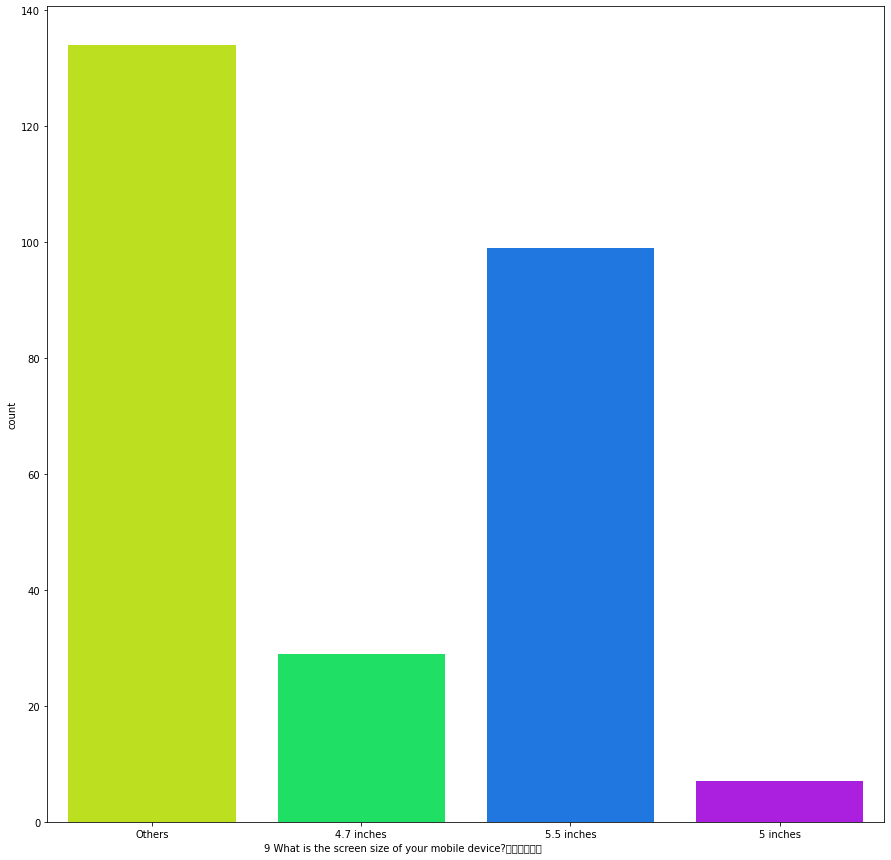 140
120
100
80
60
40
20
0
count
Others
4.7 inches
5.5 inches
5 inches
9 What is the screen size of your mobile device?